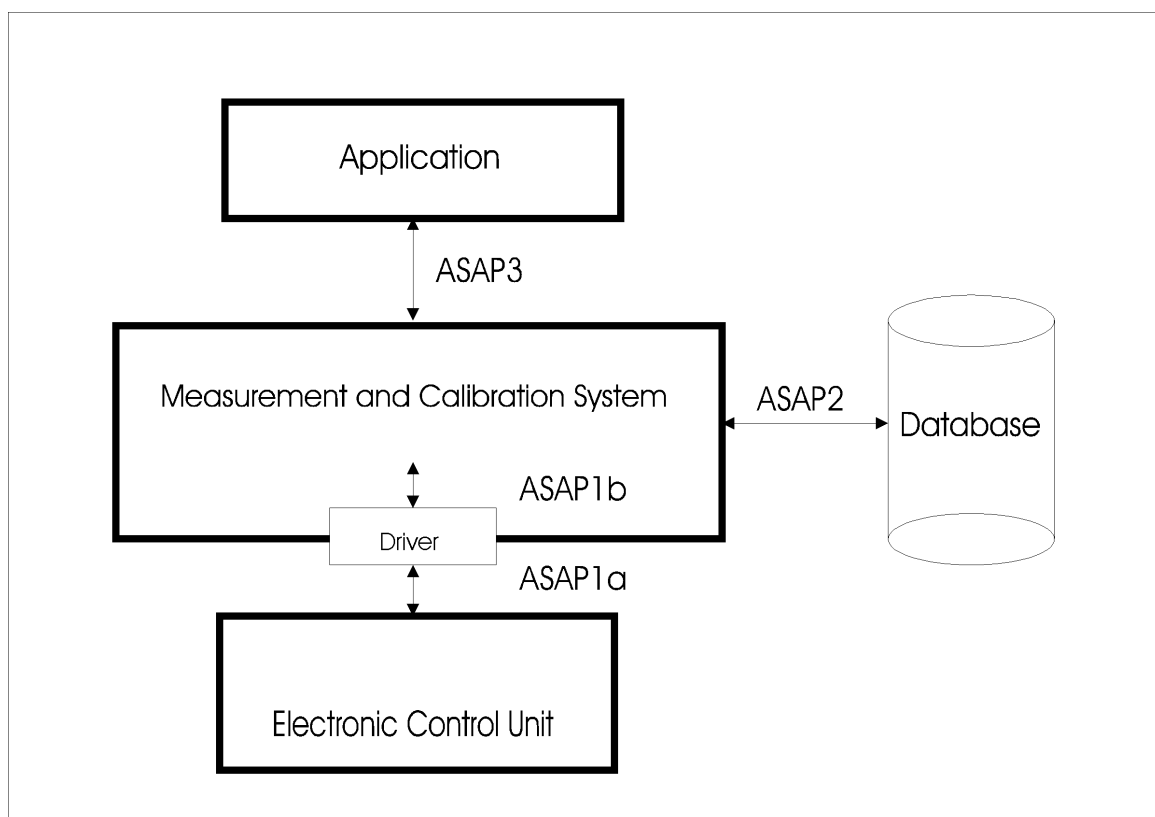 Application
ASAP3
Measurement and Calibration System
ASAP2
Database
ASAP1b
Driver
ASAP1a
Electronic Control Unit